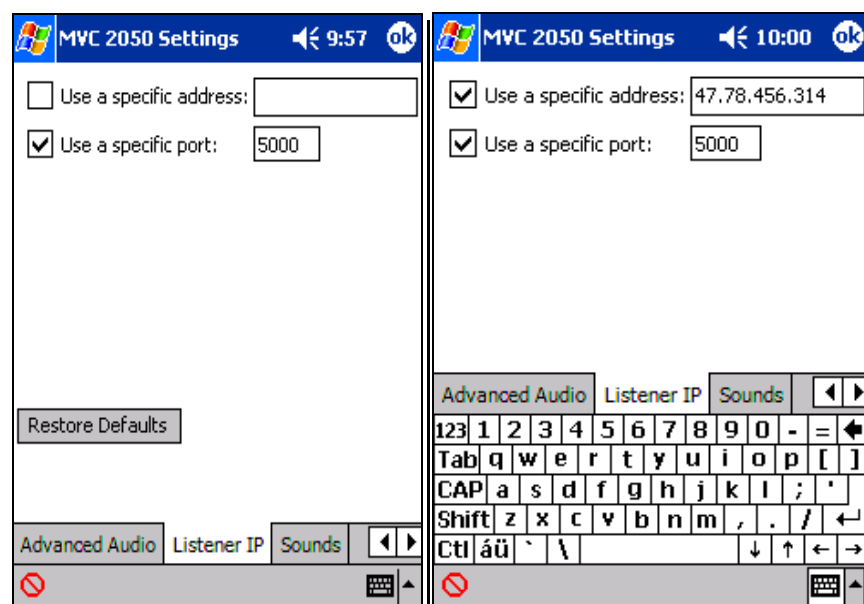 MVC 2050 Settings 9:57 ok
Use a specific address:
Use a specific port: 5000
Restore Defaults
Advanced Audio Listener IP Sounds
MVC 2050 Settings 10:00 ok
Use a specific address: 47.78.456.314
Use a specific port: 5000
Advanced Audio Listener IP Sounds
123 1 2 3 4 5 6 7 8 9 0 - =
Tab q w e r t y u i o p [ ]
CAP a s d f g h j k l ; '
Shift z x c v b n m , . /
Ctl áü ` \